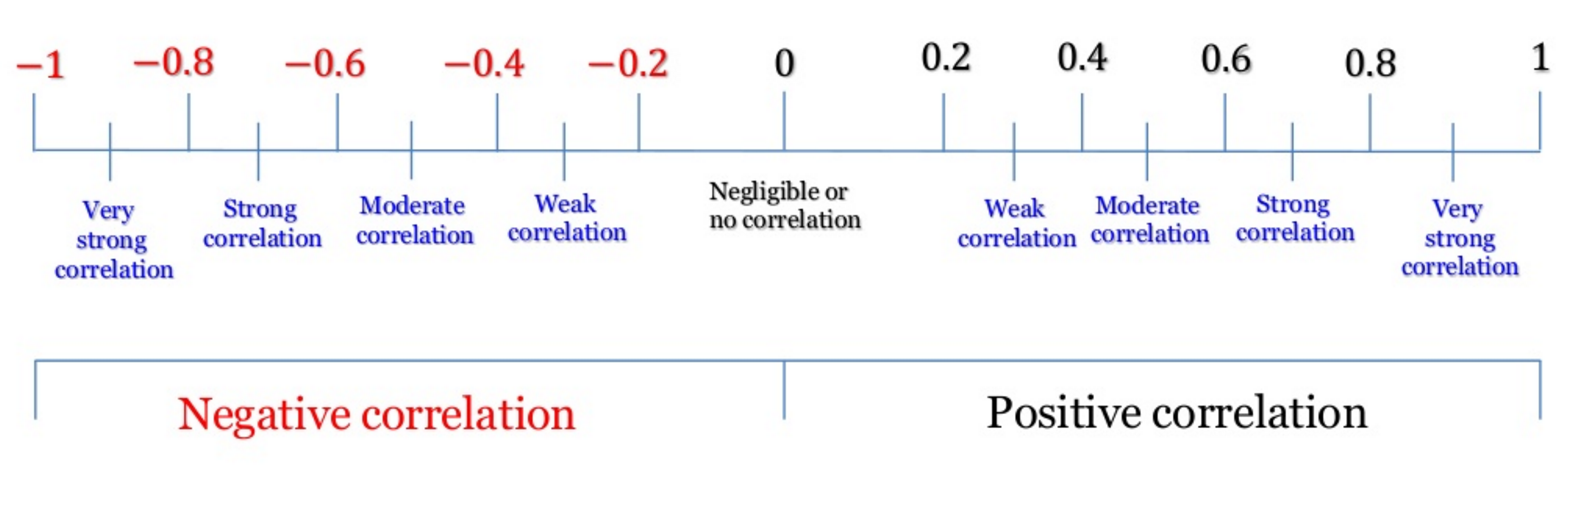 −1 −0.8 −0.6 −0.4 −0.2 0 0.2 0.4 0.6 0.8 1
Very
strong
correlation
Strong
correlation
Moderate
correlation
Weak
correlation
Negligible or
no correlation
Weak
correlation
Moderate
correlation
Strong
correlation
Very
strong
correlation
Negative correlation
Positive correlation